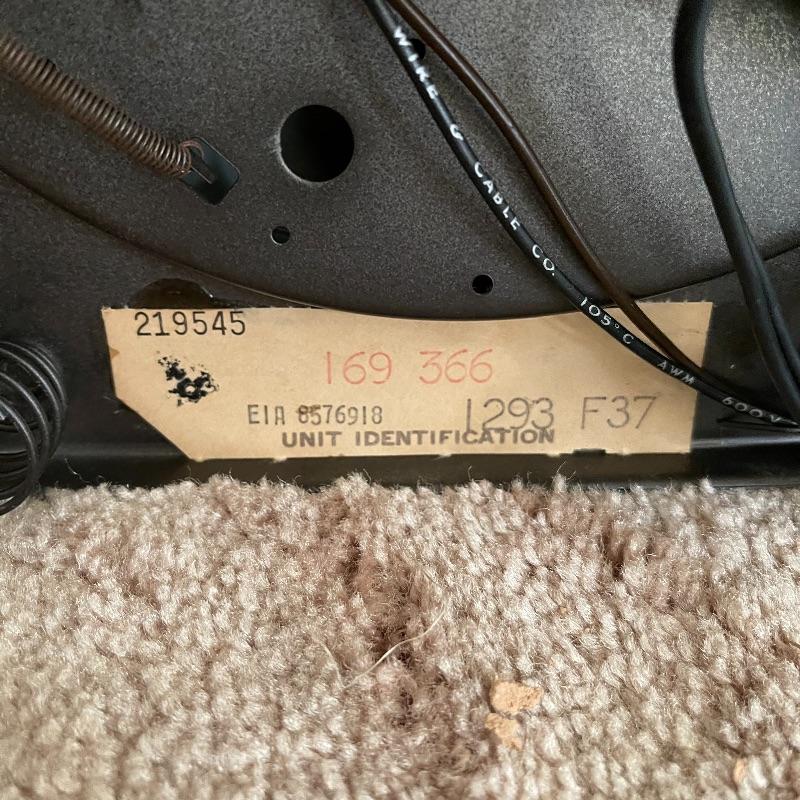 WIRE & CABLE CO. 105°C AWM 600V
219545
169 366
EIA 8576918 1293 F37
UNIT IDENTIFICATION